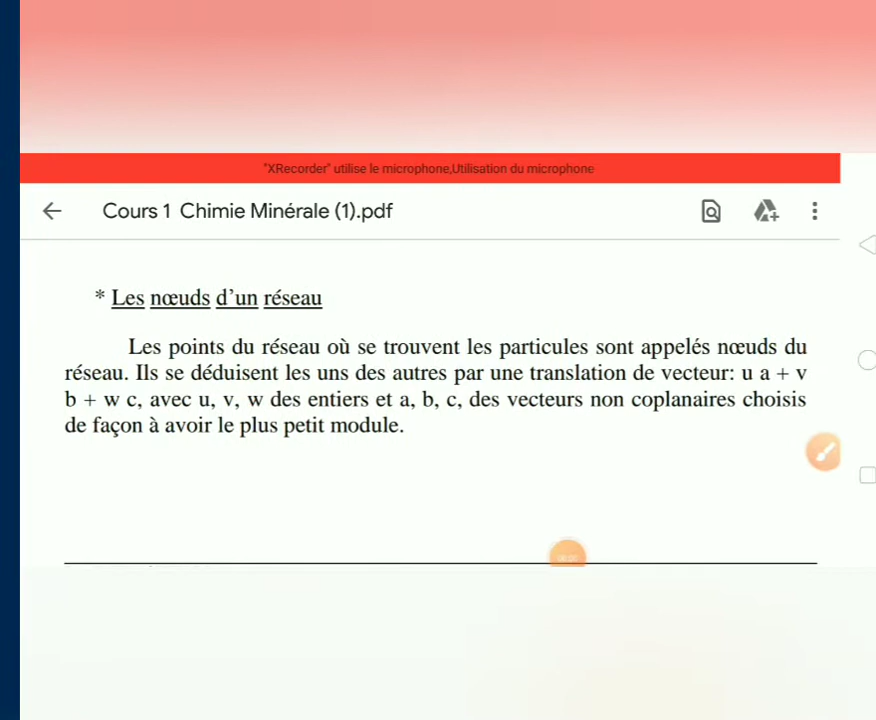 "XRecorder" utilise le microphone,Utilisation du microphone
Cours 1 Chimie Minérale (1).pdf
* Les nœuds d’un réseau
Les points du réseau où se trouvent les particules sont appelés nœuds du
réseau. Ils se déduisent les uns des autres par une translation de vecteur: u a + v
b + w c, avec u, v, w des entiers et a, b, c, des vecteurs non coplanaires choisis
de façon à avoir le plus petit module.